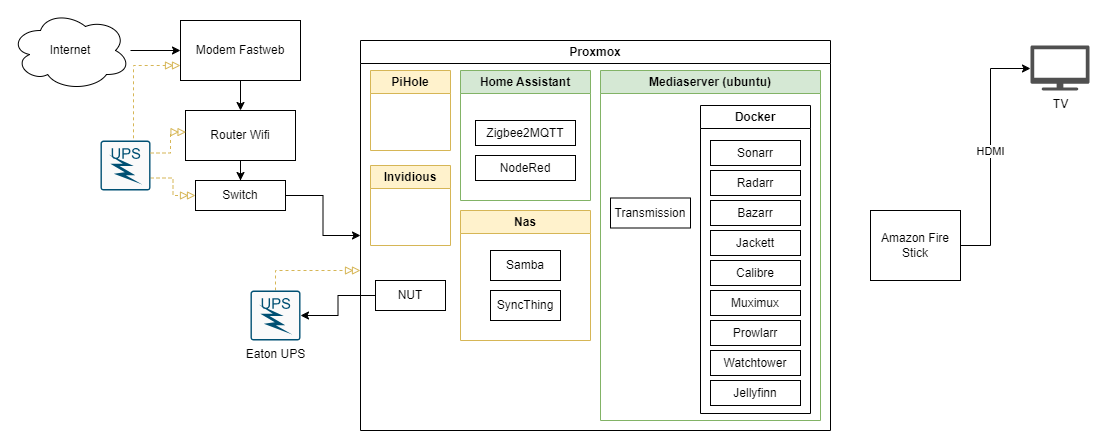 Internet
Modem Fastweb
Router Wifi
UPS
Switch
Proxmox
PiHole
Invidious
NUT
UPS
Eaton UPS
Home Assistant
Zigbee2MQTT
NodeRed
Nas
Samba
SyncThing
Mediaserver (ubuntu)
Transmission
Docker
Sonarr
Radarr
Bazarr
Jackett
Calibre
Muximux
Prowlarr
Watchtower
Jellyfinn
Amazon Fire
Stick
HDMI
TV